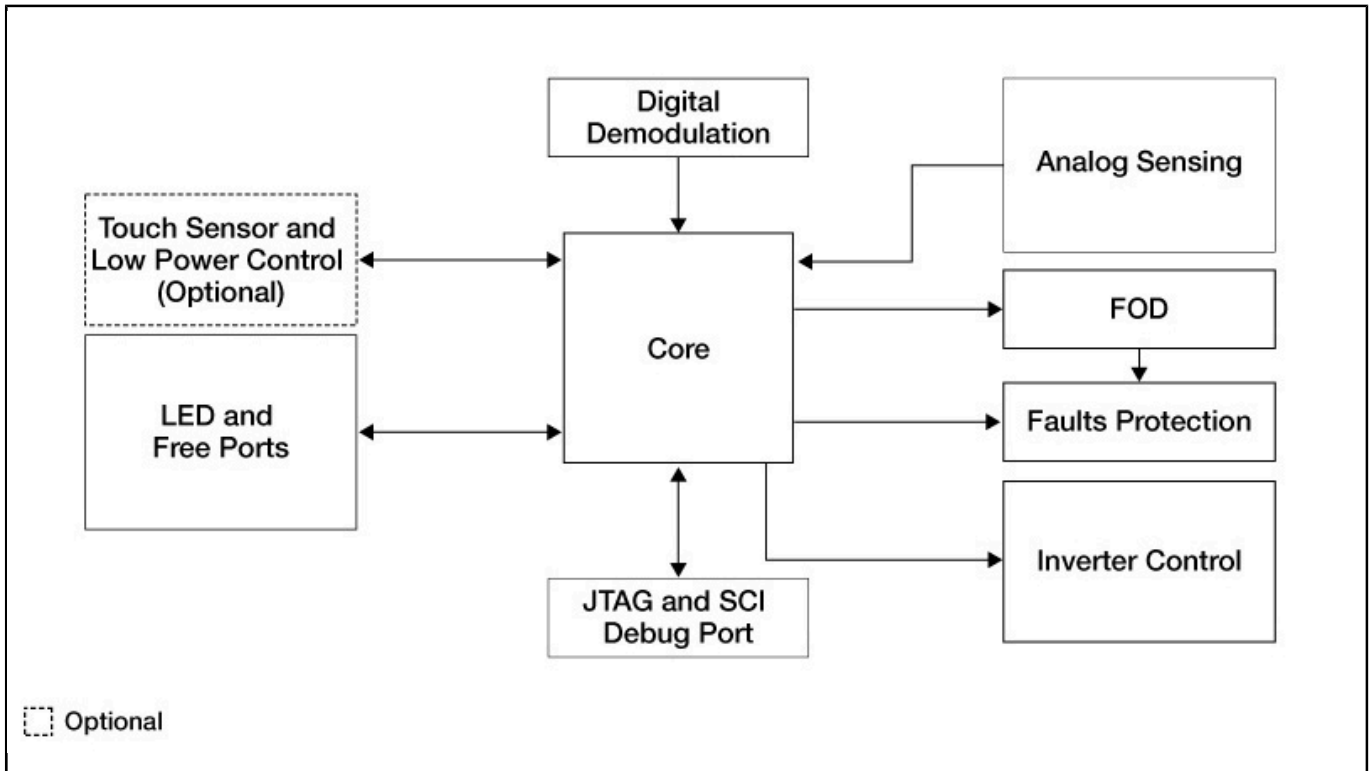 Digital
Demodulation
Analog Sensing
Touch Sensor and
Low Power Control
(Optional)
FOD
Core
LED and
Free Ports
Faults Protection
Inverter Control
JTAG and SCI
Debug Port
Optional